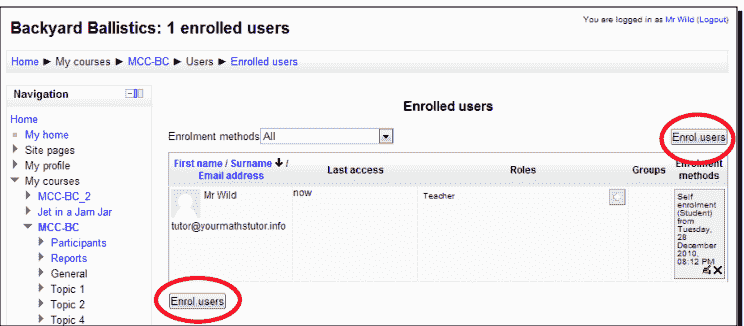 You are logged in as Mr Wild (Logout)
Backyard Ballistics: 1 enrolled users
Home ► My courses ► MCC-BC ► Users ► Enrolled users
Navigation
Home
My home
Site pages
My profile
My courses
MCC-BC_2
Jet in a Jam Jar
MCC-BC
Participants
Reports
General
Topic 1
Topic 2
Topic 4
Enrolled users
Enrolment methods All
Enrol users
First name / Surname ↓ /
Email address
Last access
Roles
Groups
Enrolment
methods
Mr Wild
tutor@yourmathstutor.info
now
Teacher
Self
enrolment
(Student)
from
Tuesday,
28
December
2010,
08:12 PM
Enrol users